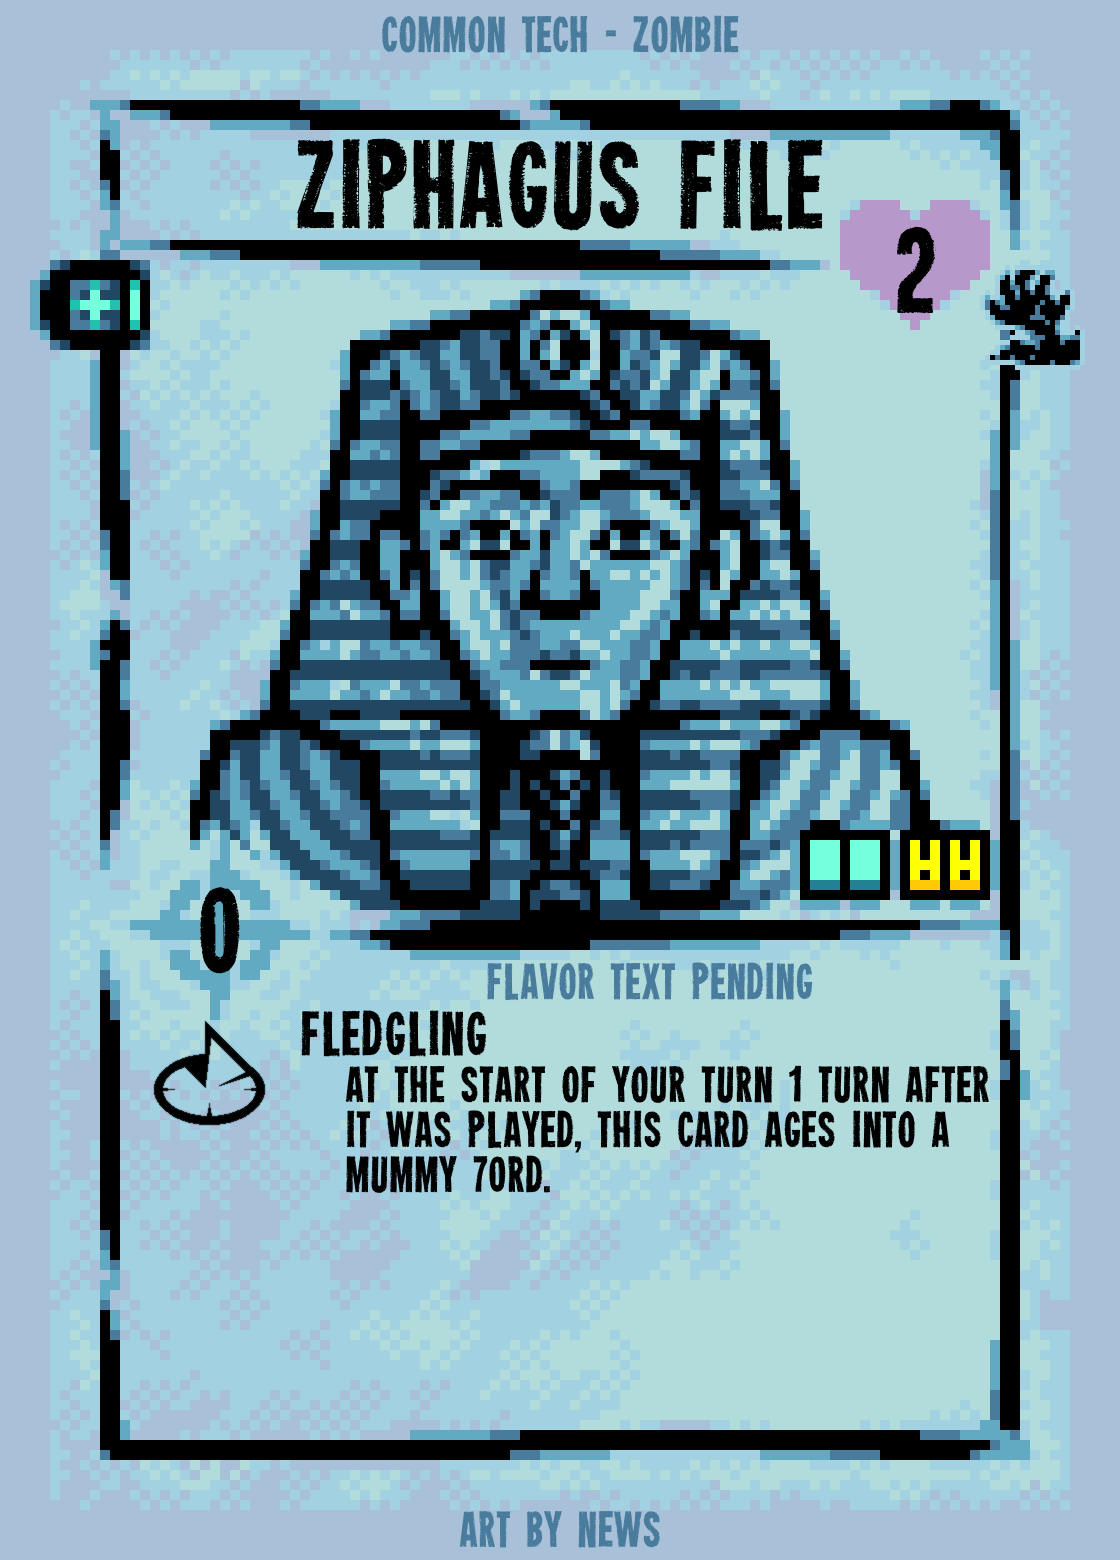 COMMON TECH - ZOMBIE
ZIPHAGUS FILE
2
0
FLAVOR TEXT PENDING
FLEDGLING
AT THE START OF YOUR TURN 1 TURN AFTER
IT WAS PLAYED, THIS CARD AGES INTO A
MUMMY 7ORD.
ART BY NEWS